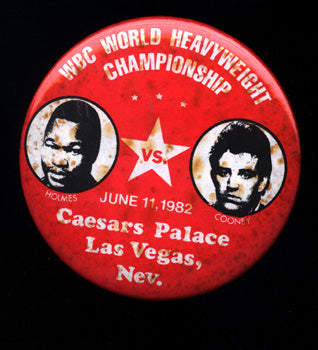 WBC WORLD HEAVYWEIGHT
CHAMPIONSHIP
VS.
HOLMES
COONEY
JUNE 11, 1982
Caesars Palace
Las Vegas,
Nev.